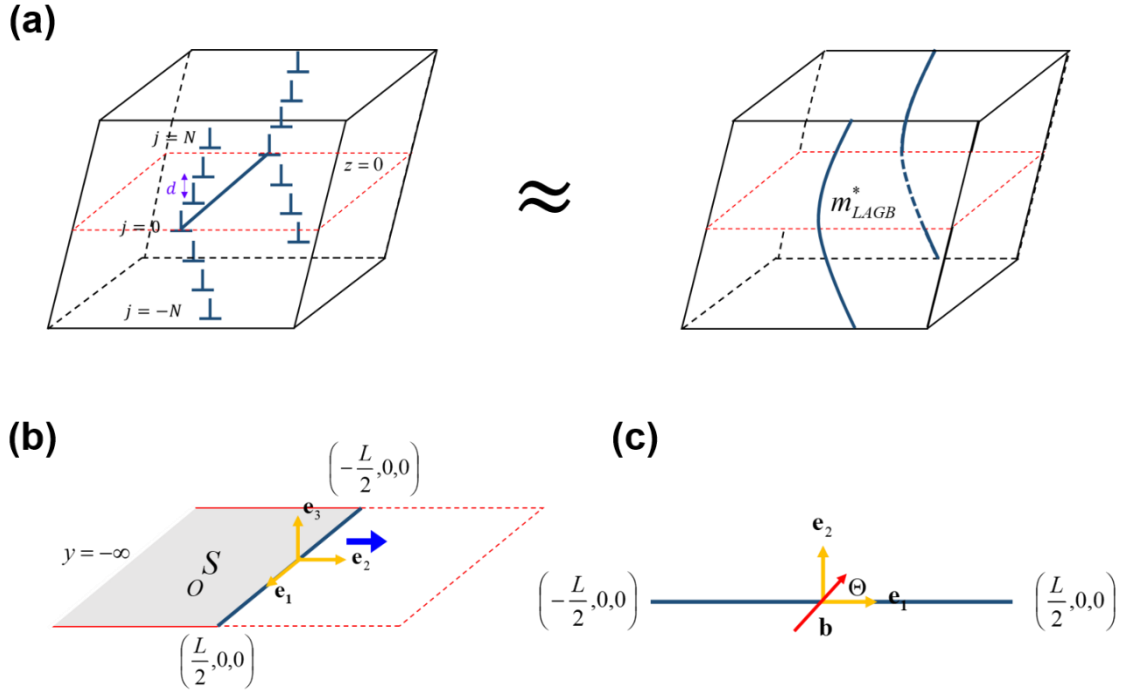 (a)
j = N
z = 0
d
j = 0
j = −N
≈
m*LAGB
(b)
(c)
(−L/2,0,0)
e3
y = −∞
S
O
e2
e1
(L/2,0,0)
e2
(−L/2,0,0)
Θ
e1
(L/2,0,0)
b